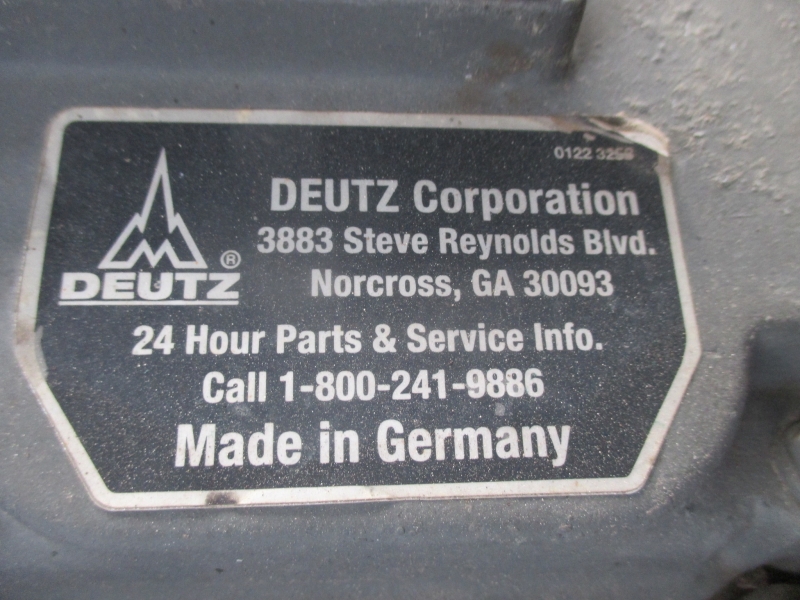 0122 3258
DEUTZ Corporation
3883 Steve Reynolds Blvd.
Norcross, GA 30093
DEUTZ®
24 Hour Parts & Service Info.
Call 1-800-241-9886
Made in Germany